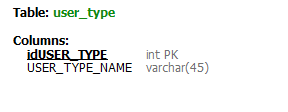 Table: user_type
Columns:
idUSER_TYPE int PK
USER_TYPE_NAME varchar(45)